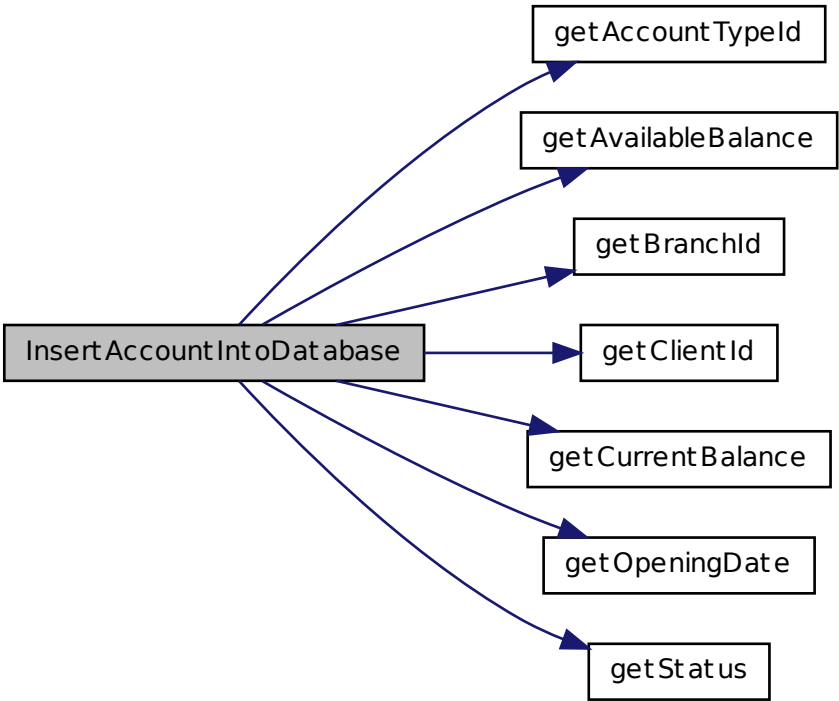 getAccountTypeId
getAvailableBalance
getBranchId
InsertAccountIntoDatabase
getClientId
getCurrentBalance
getOpeningDate
getStatus